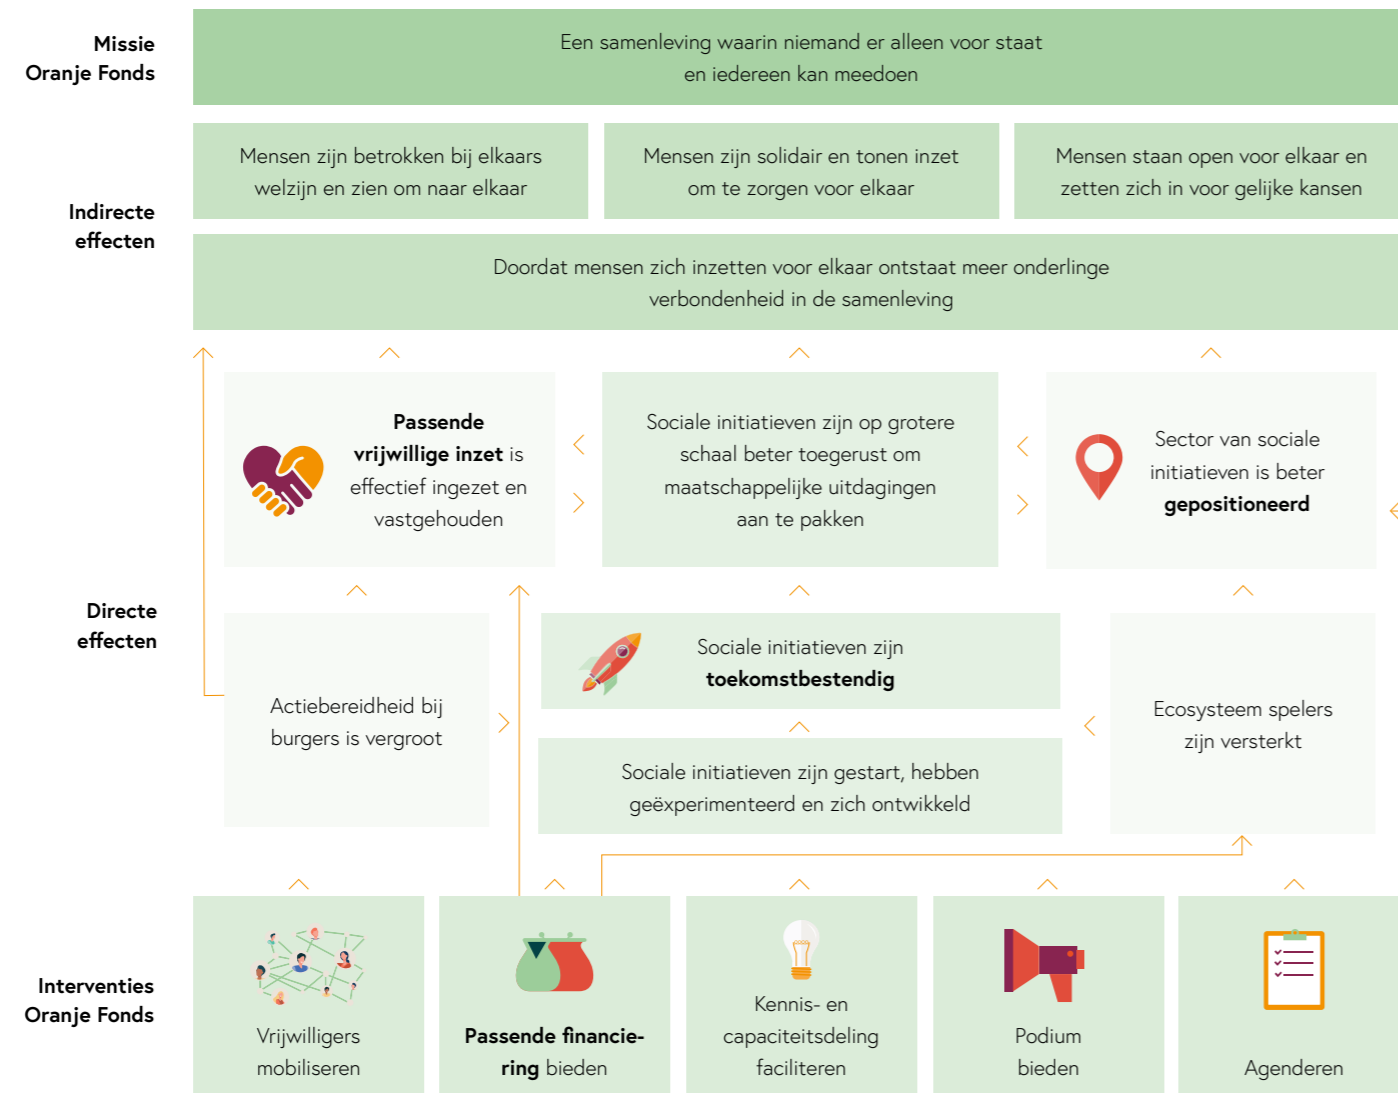 Missie
Oranje Fonds
Een samenleving waarin niemand er alleen voor staat
en iedereen kan meedoen
Indirecte
effecten
Mensen zijn betrokken bij elkaars
welzijn en zien om naar elkaar
Mensen zijn solidair en tonen inzet
om te zorgen voor elkaar
Mensen staan open voor elkaar en
zetten zich in voor gelijke kansen
Doordat mensen zich inzetten voor elkaar ontstaat meer onderlinge
verbondenheid in de samenleving
Directe
effecten
Passende
vrijwillige inzet is
effectief ingezet en
vastgehouden
Sociale initiatieven zijn op grotere
schaal beter toegerust om
maatschappelijke uitdagingen
aan te pakken
Sector van sociale
initiatieven is beter
gepositioneerd
Actiebereidheid bij
burgers is vergroot
Sociale initiatieven zijn
toekomstbestendig
Sociale initiatieven zijn gestart, hebben
geëxperimenteerd en zich ontwikkeld
Ecosysteem spelers
zijn versterkt
Interventies
Oranje Fonds
Vrijwilligers
mobiliseren
Passende financie-
ring bieden
Kennis- en
capaciteitsdeling
faciliteren
Podium
bieden
Agenderen